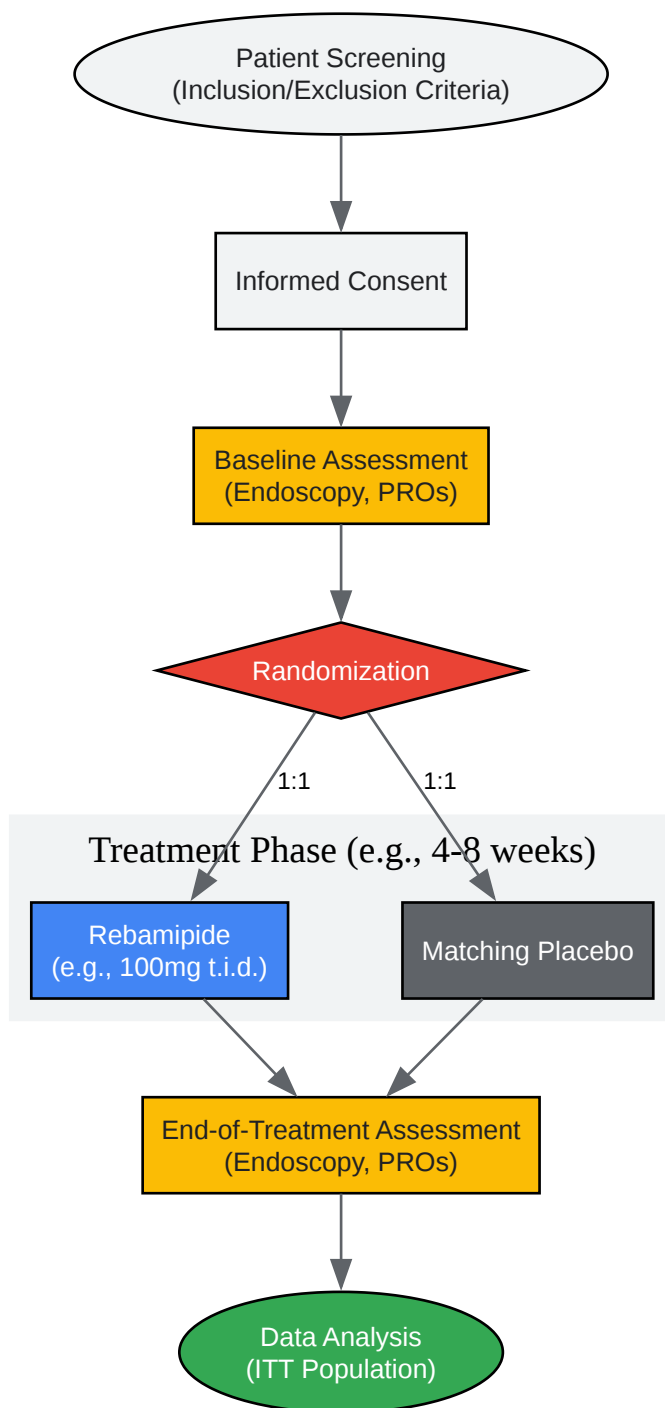 Patient Screening
(Inclusion/Exclusion Criteria)
Informed Consent
Baseline Assessment
(Endoscopy, PROs)
Randomization
1:1
1:1
Treatment Phase (e.g., 4-8 weeks)
Rebamipide
(e.g., 100mg t.i.d.)
Matching Placebo
End-of-Treatment Assessment
(Endoscopy, PROs)
Data Analysis
(ITT Population)